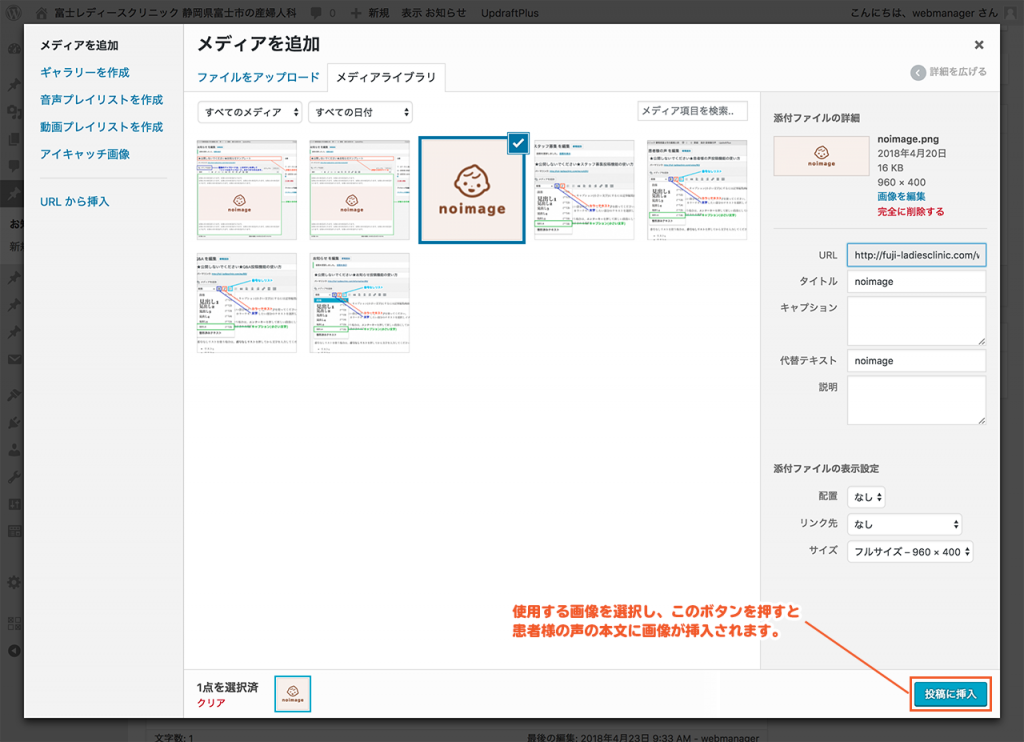 富士レディースクリニック 静岡県富士市の産婦人科 0 新規 表示 お知らせ UpdraftPlus こんにちは、webmanager さん
メディアを追加
ギャラリーを作成
音声プレイリストを作成
動画プレイリストを作成
アイキャッチ画像
URL から挿入
メディアを追加
ファイルをアップロード メディアライブラリ
詳細を広げる
すべてのメディア すべての日付 メディア項目を検索..
noimage
添付ファイルの詳細
noimage.png
2018年4月20日
16 KB
960 × 400
画像を編集
完全に削除する
URL http://fuji-ladiesclinic.com/v
タイトル noimage
キャプション
代替テキスト noimage
説明
添付ファイルの表示設定
配置 なし
リンク先 なし
サイズ フルサイズ – 960 × 400
使用する画像を選択し、このボタンを押すと
患者様の声の本文に画像が挿入されます。
1点を選択済
クリア
noimage
投稿に挿入
文字数: 1 最後の編集: 2018年4月23日 9:33 AM - webmanager